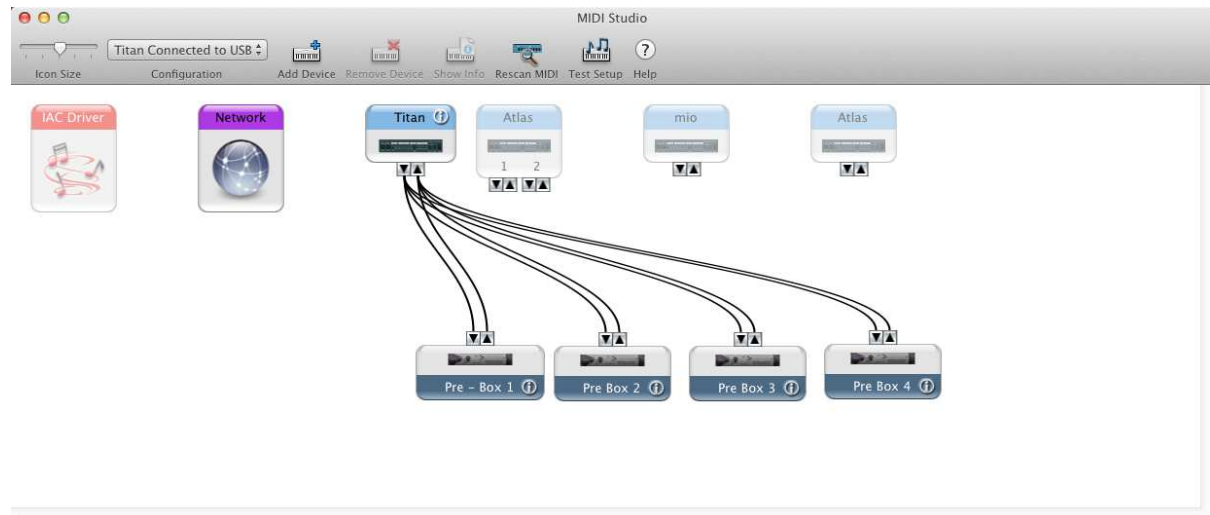 MIDI Studio
Titan Connected to USB
?
Icon Size Configuration Add Device Remove Device Show Info Rescan MIDI Test Setup Help
IAC Driver Network Titan Atlas mio Atlas
1 2
Pre - Box 1 Pre Box 2 Pre Box 3 Pre Box 4